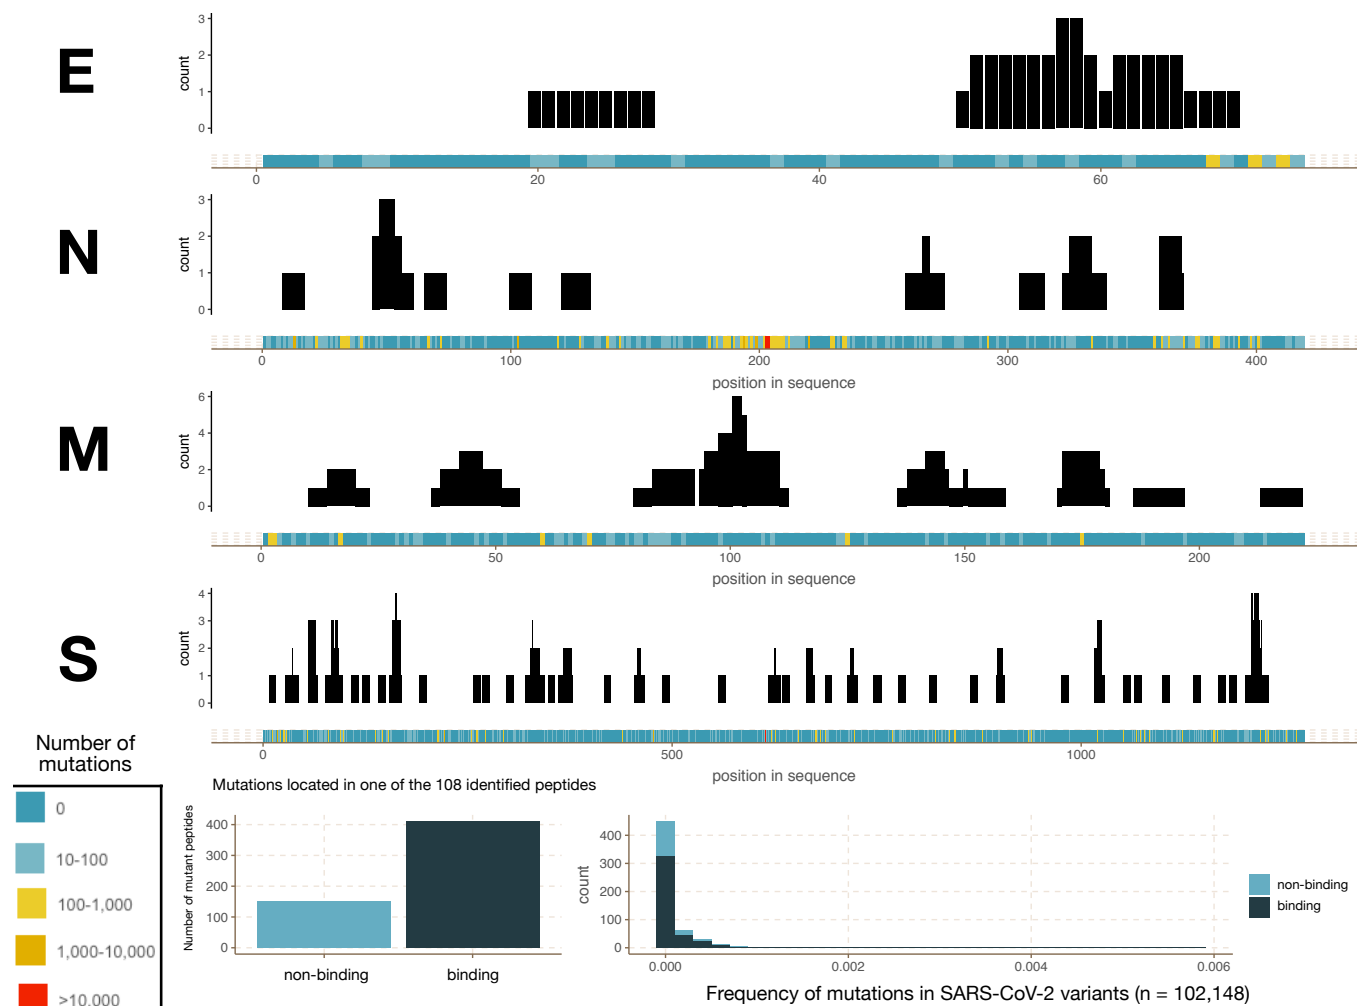 E
count
3
2
1
0
0 20 40 60
N
count
3
2
1
0
0 100 200 300 400
position in sequence
M
count
6
4
2
0
0 50 100 150 200
position in sequence
S
count
4
3
2
1
0
0 500 1000
position in sequence
Number of
mutations
0
10-100
100-1,000
1,000-10,000
>10,000
Mutations located in one of the 108 identified peptides
Number of mutant peptides
400
300
200
100
0
non-binding binding
count
400
300
200
100
0
0.000 0.002 0.004 0.006
Frequency of mutations in SARS-CoV-2 variants (n = 102,148)
non-binding
binding